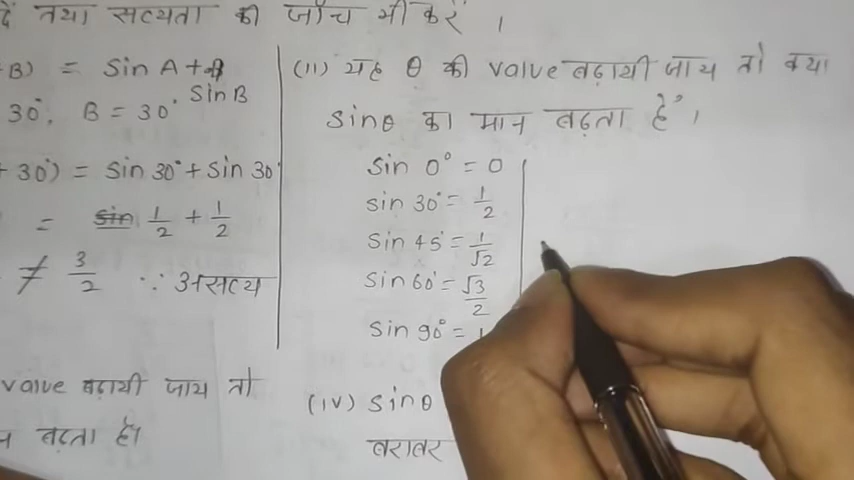 दें तथा सत्यता की जाँच भी करें ।
B) = Sin A +
Sin B
30°, B = 30°
+ 30°) = Sin 30° + Sin 30°
= 1/2 + 1/2
≠ 3/2 ∵ असत्य
value बढ़ायी जाय तो
बढ़ता है।
(II) यह θ की value बढ़ायी जाय तो क्या
Sinθ का मान बढ़ता हैं ।
Sin 0° = 0
Sin 30° = 1/2
Sin 45° = 1/√2
Sin 60° = √3/2
Sin 90° = 1
(IV) Sinθ
बराबर